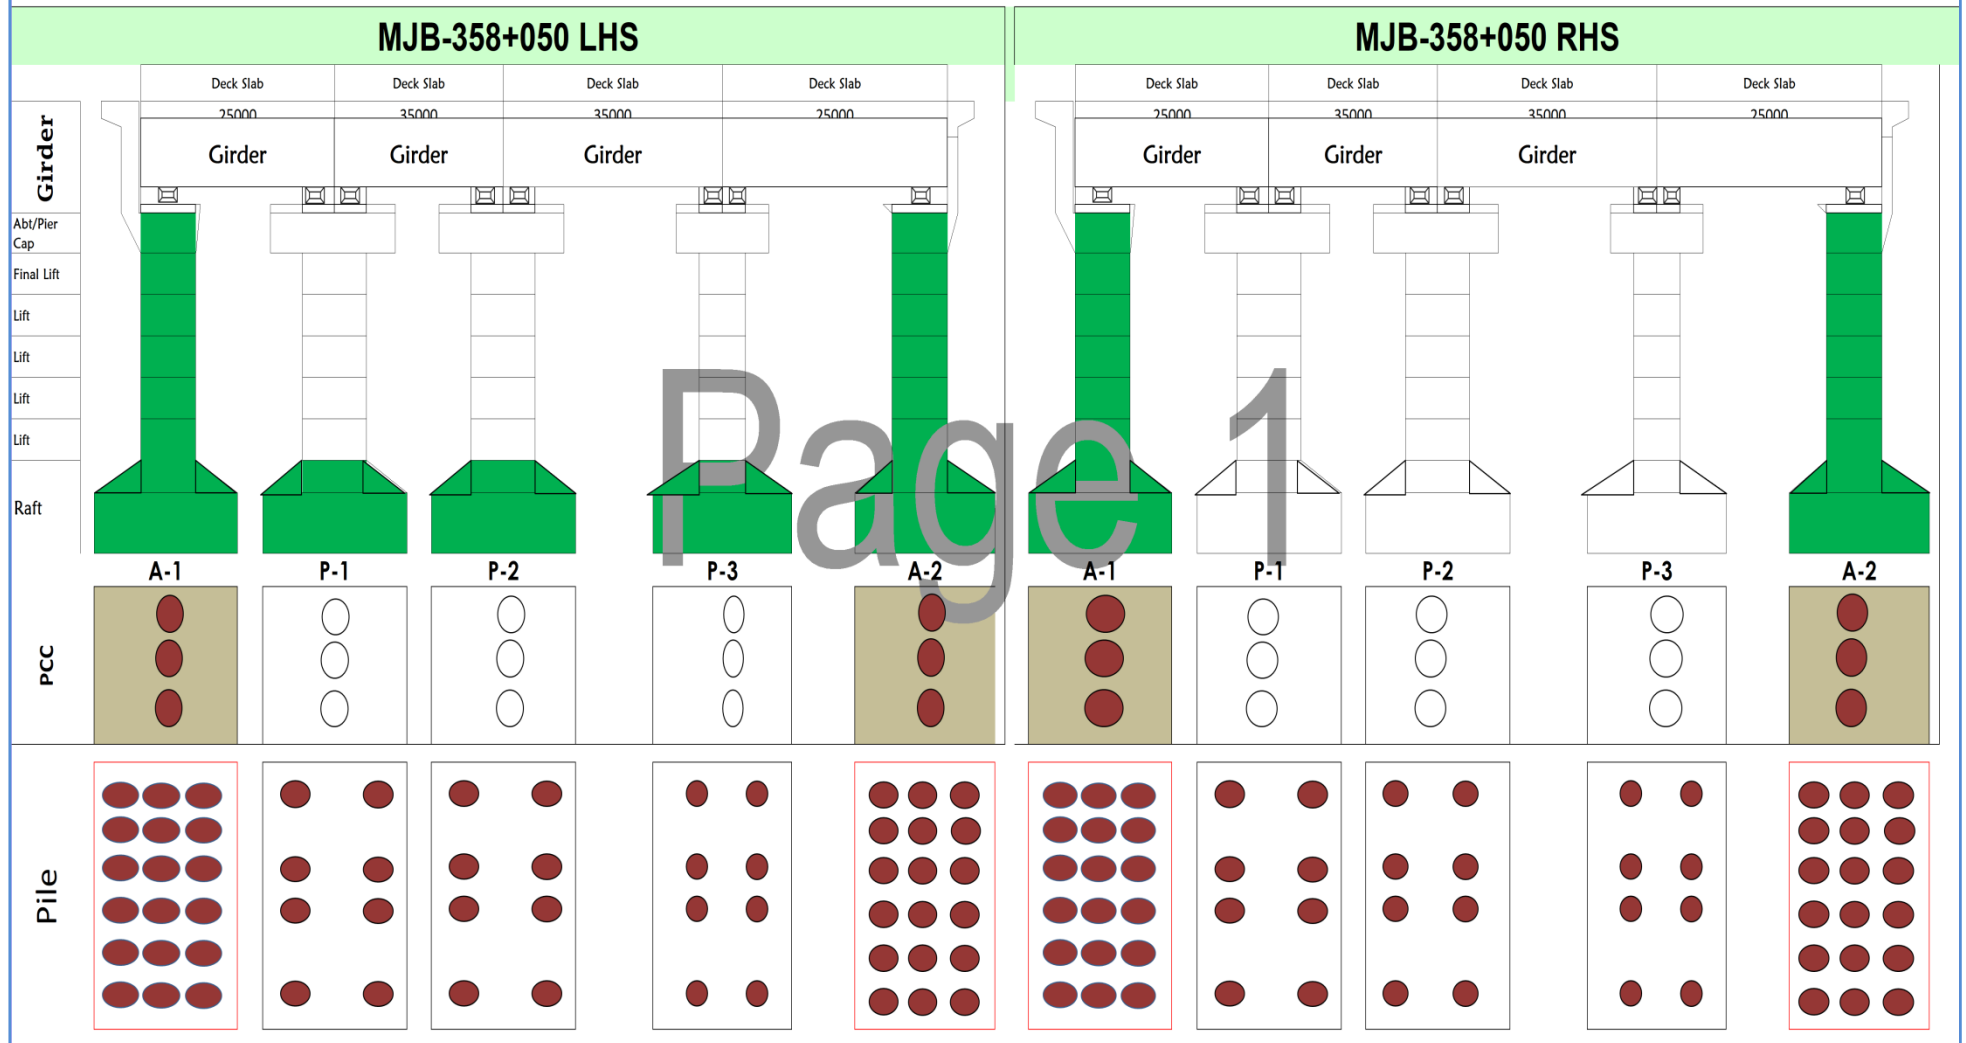 MJB-358+050 LHS MJB-358+050 RHS
Deck Slab Deck Slab Deck Slab Deck Slab Deck Slab Deck Slab Deck Slab Deck Slab
25000 35000 35000 25000 25000 35000 35000 25000
Girder Girder Girder Girder Girder Girder Girder
Abt/Pier
Cap
Final Lift
Lift
Lift
Lift
Lift
Page 1
Raft
A-1 P-1 P-2 P-3 A-2 A-1 P-1 P-2 P-3 A-2
PCC
Pile